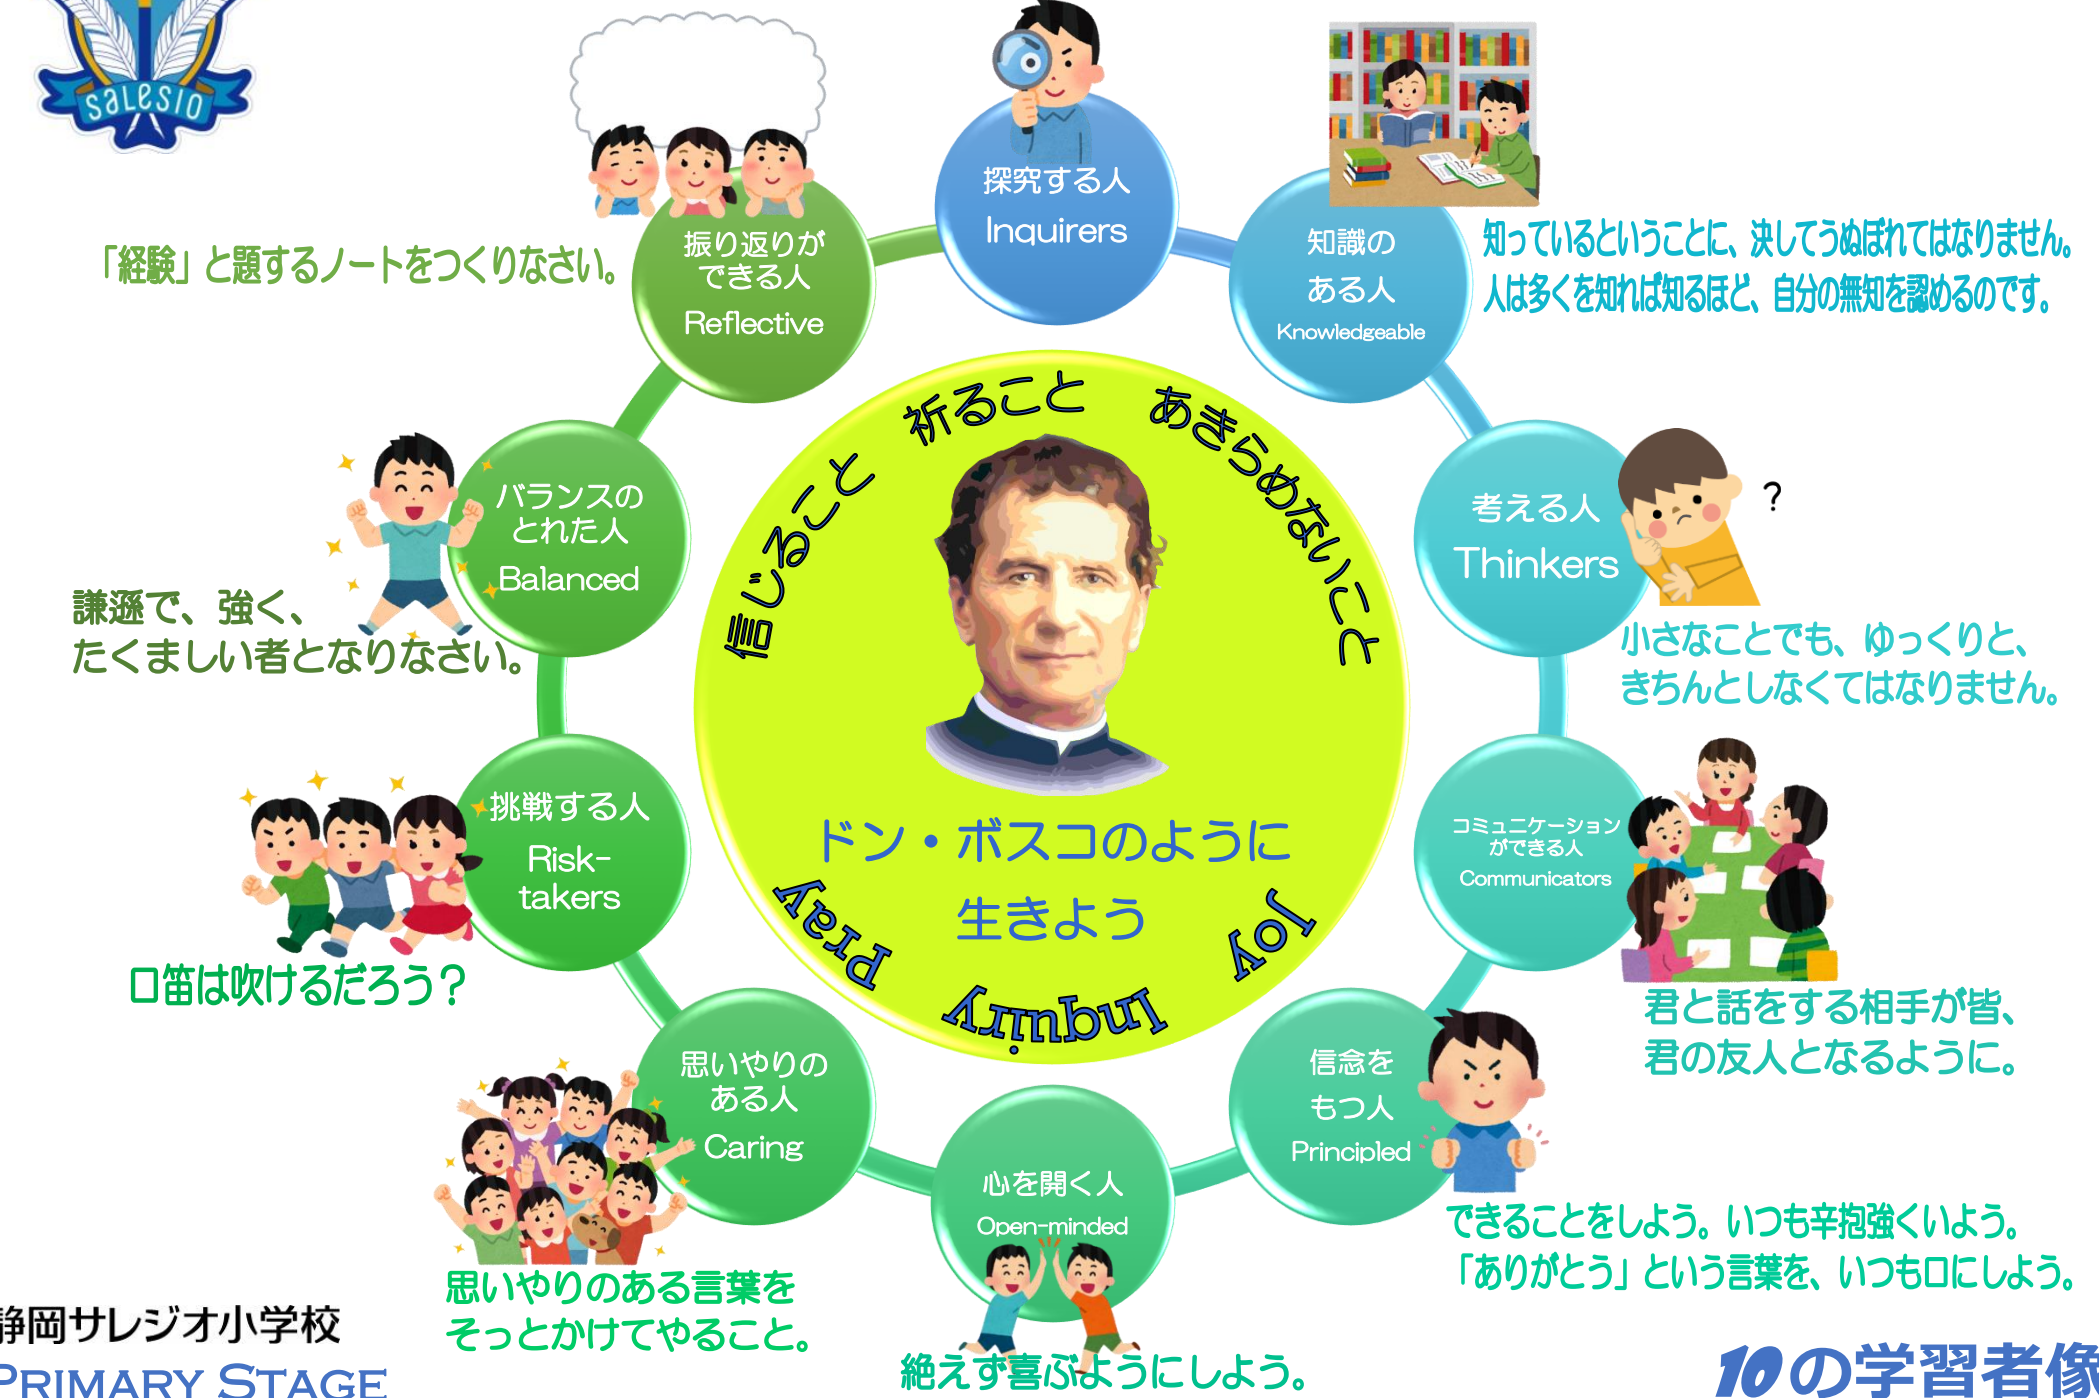 SALESIO
探究する人
Inquirers
知識の
ある人
Knowledgeable
知っているということに、決してうぬぼれてはなりません。
人は多くを知れば知るほど、自分の無知を認めるのです。
考える人
Thinkers
?
小さなことでも、ゆっくりと、
きちんとしなくてはなりません。
コミュニケーション
ができる人
Communicators
君と話をする相手が皆、
君の友人となるように。
信念を
もつ人
Principled
できることをしよう。いつも辛抱強くいよう。
「ありがとう」という言葉を、いつも口にしよう。
心を開く人
Open-minded
絶えず喜ぶようにしよう。
思いやりの
ある人
Caring
思いやりのある言葉を
そっとかけてやること。
挑戦する人
Risk-
takers
口笛は吹けるだろう？
バランスの
とれた人
Balanced
謙遜で、強く、
たくましい者となりなさい。
振り返りが
できる人
Reflective
「経験」と題するノートをつくりなさい。
信じること 祈ること あきらめないこと
ドン・ボスコのように
生きよう
Joy Inquiry Pray
静岡サレジオ小学校
PRIMARY STAGE
10の学習者像